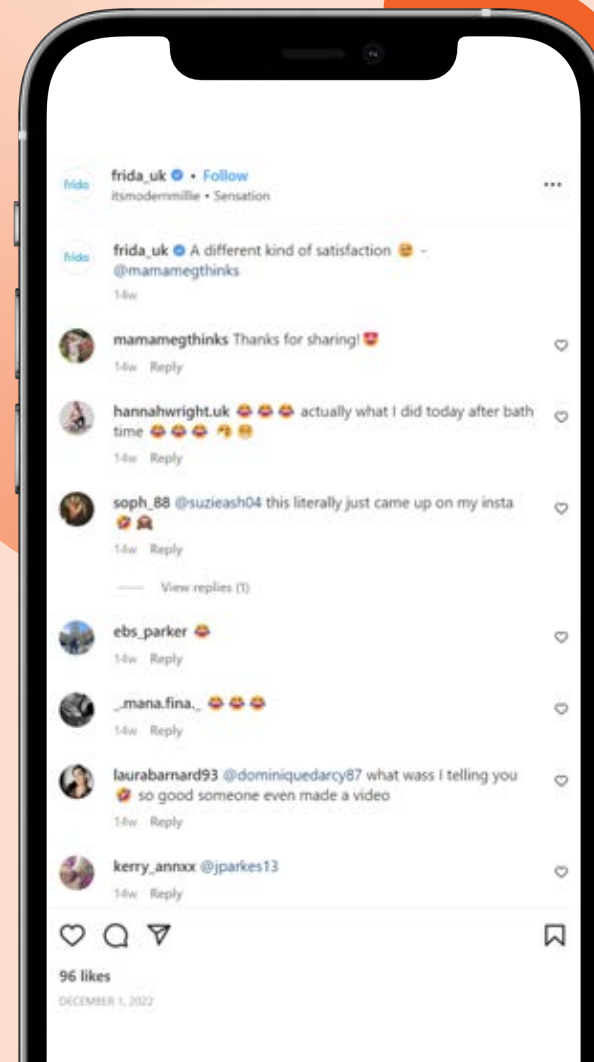 frida
frida_uk • Follow
itsmodernmillie • Sensation
frida
frida_uk A different kind of satisfaction 😌 -
@mamamegthinks
14w
mamamegthinks Thanks for sharing! 😍
14w Reply
hannahwright.uk 😂 😂 😂 actually what I did today after bath
time 😂 😂 😂 🤧 😁
14w Reply
soph_88 @suzieash04 this literally just came up on my insta
🤣 🙈
14w Reply
View replies (1)
ebs_parker 😂
14w Reply
_.mana.fina._ 😂 😂 😂
14w Reply
laurabarnard93 @dominiquedarcy87 what wass I telling you
🤣 so good someone even made a video
14w Reply
kerry_annxx @jparkes13
14w Reply
96 likes
DECEMBER 1, 2022